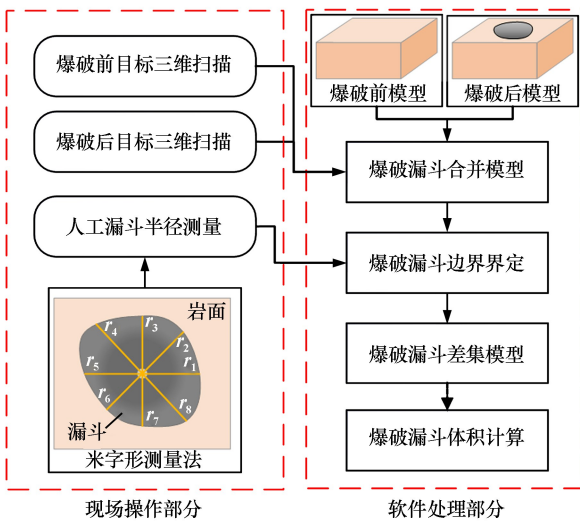 爆破前目标三维扫描
爆破后目标三维扫描
人工漏斗半径测量
岩面
r4
r3
r2
r5
r1
r6
r8
r7
漏斗
米字形测量法
现场操作部分
爆破前模型
爆破后模型
爆破漏斗合并模型
爆破漏斗边界界定
爆破漏斗差集模型
爆破漏斗体积计算
软件处理部分